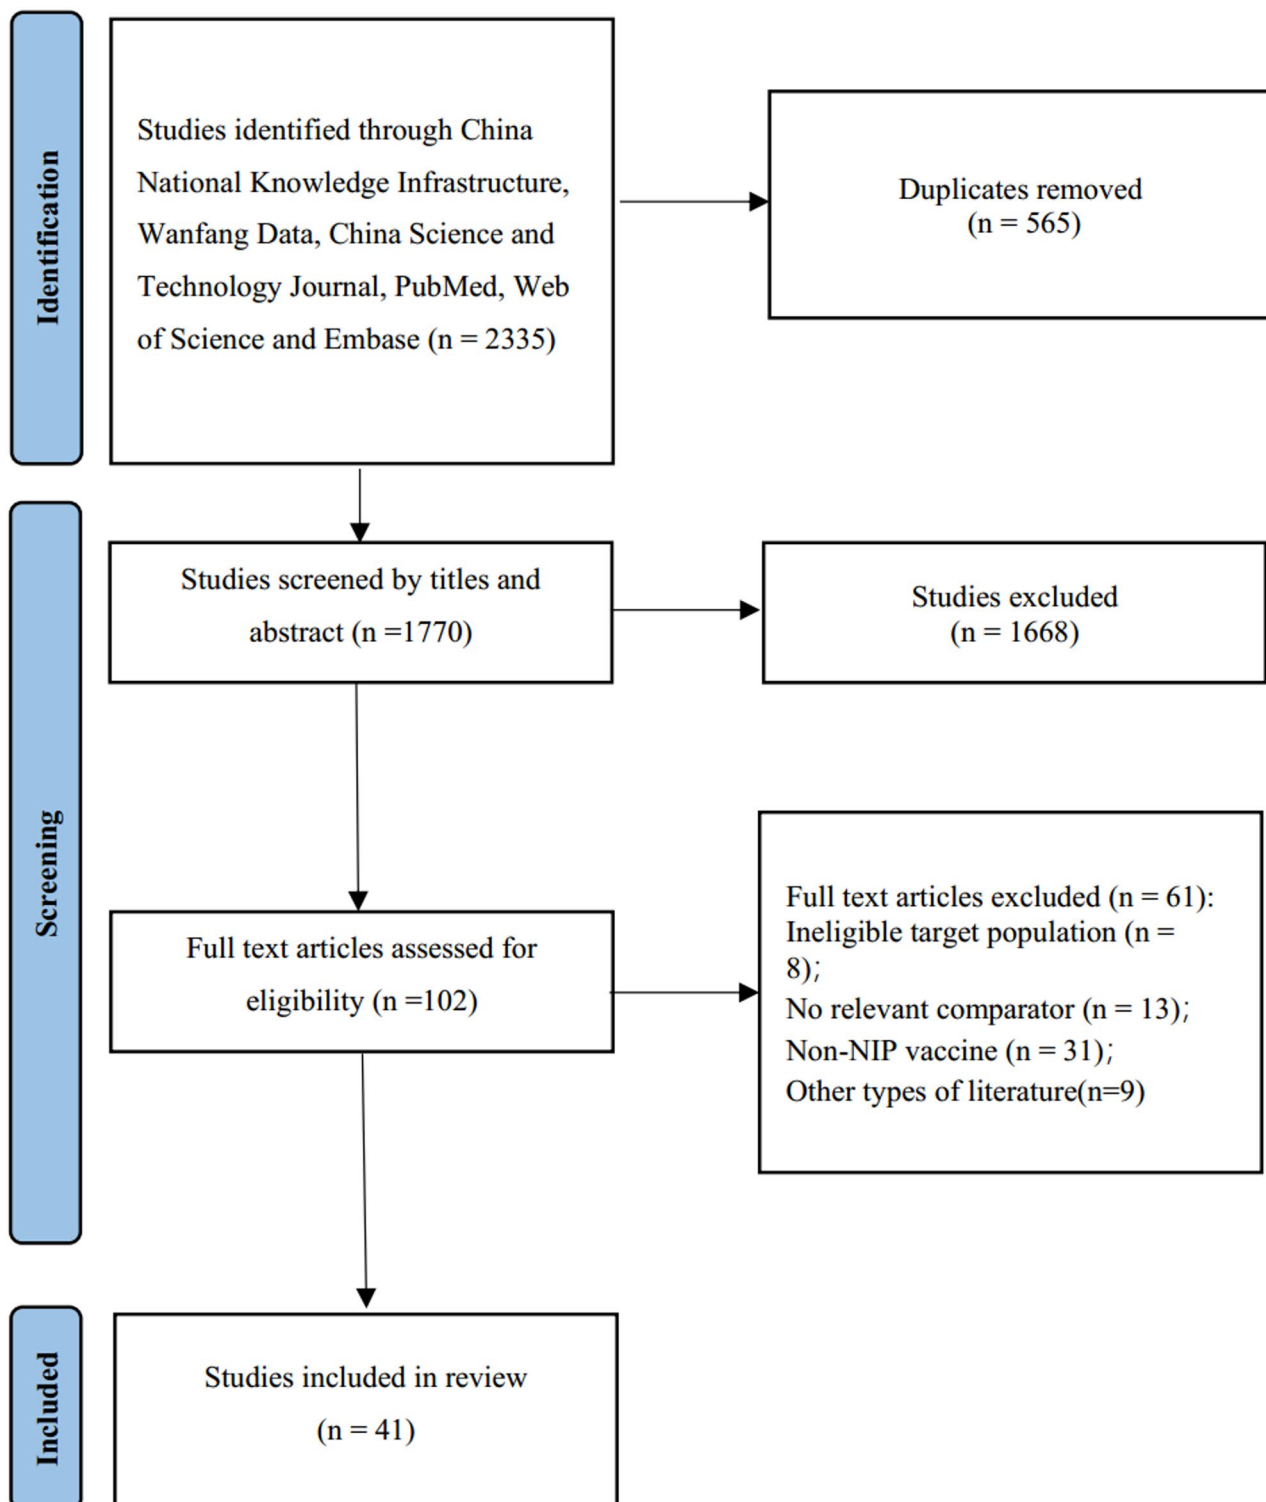 Identification
Studies identified through China
National Knowledge Infrastructure,
Wanfang Data, China Science and
Technology Journal, PubMed, Web
of Science and Embase (n = 2335)
Duplicates removed
(n = 565)
Screening
Studies screened by titles and
abstract (n =1770)
Studies excluded
(n = 1668)
Full text articles assessed for
eligibility (n =102)
Full text articles excluded (n = 61):
Ineligible target population (n =
8);
No relevant comparator (n = 13);
Non-NIP vaccine (n = 31);
Other types of literature(n=9)
Included
Studies included in review
(n = 41)